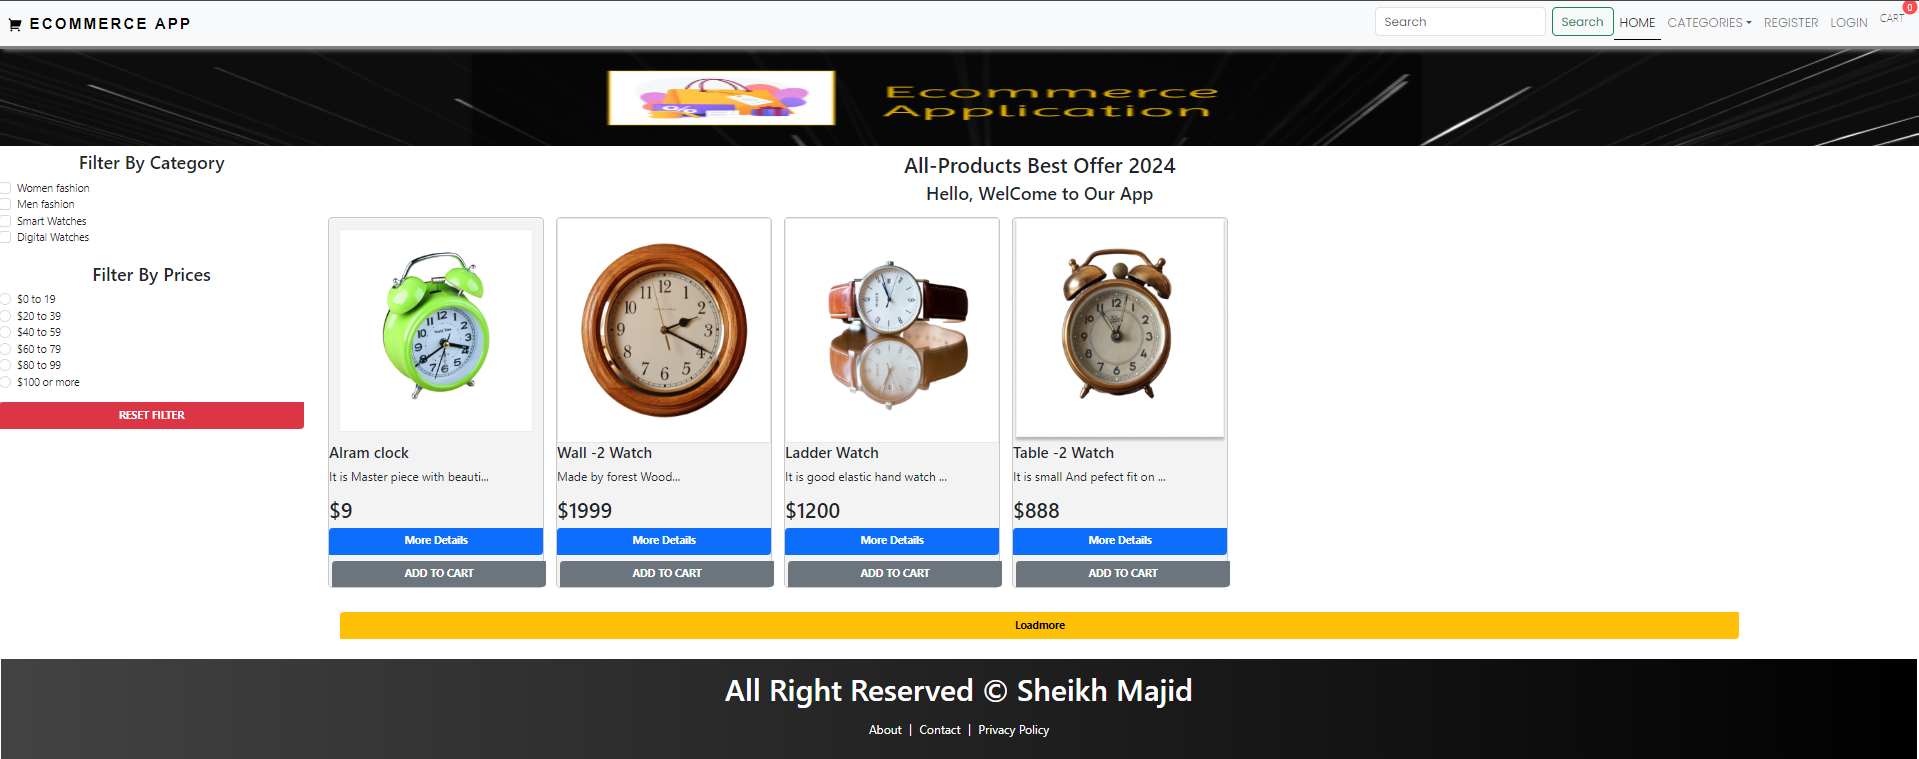 ECOMMERCE APP
Search
Search
HOME
CATEGORIES
REGISTER
LOGIN
CART
0
Ecommerce
Application
Filter By Category
Women fashion
Men fashion
Smart Watches
Digital Watches
Filter By Prices
$0 to 19
$20 to 39
$40 to 59
$60 to 79
$80 to 99
$100 or more
RESET FILTER
All-Products Best Offer 2024
Hello, WelCome to Our App
Alram clock
It is Master piece with beauti...
$9
More Details
ADD TO CART
Wall -2 Watch
Made by forest Wood...
$1999
More Details
ADD TO CART
Ladder Watch
It is good elastic hand watch ...
$1200
More Details
ADD TO CART
Table -2 Watch
It is small And pefect fit on ...
$888
More Details
ADD TO CART
Loadmore
All Right Reserved © Sheikh Majid
About | Contact | Privacy Policy